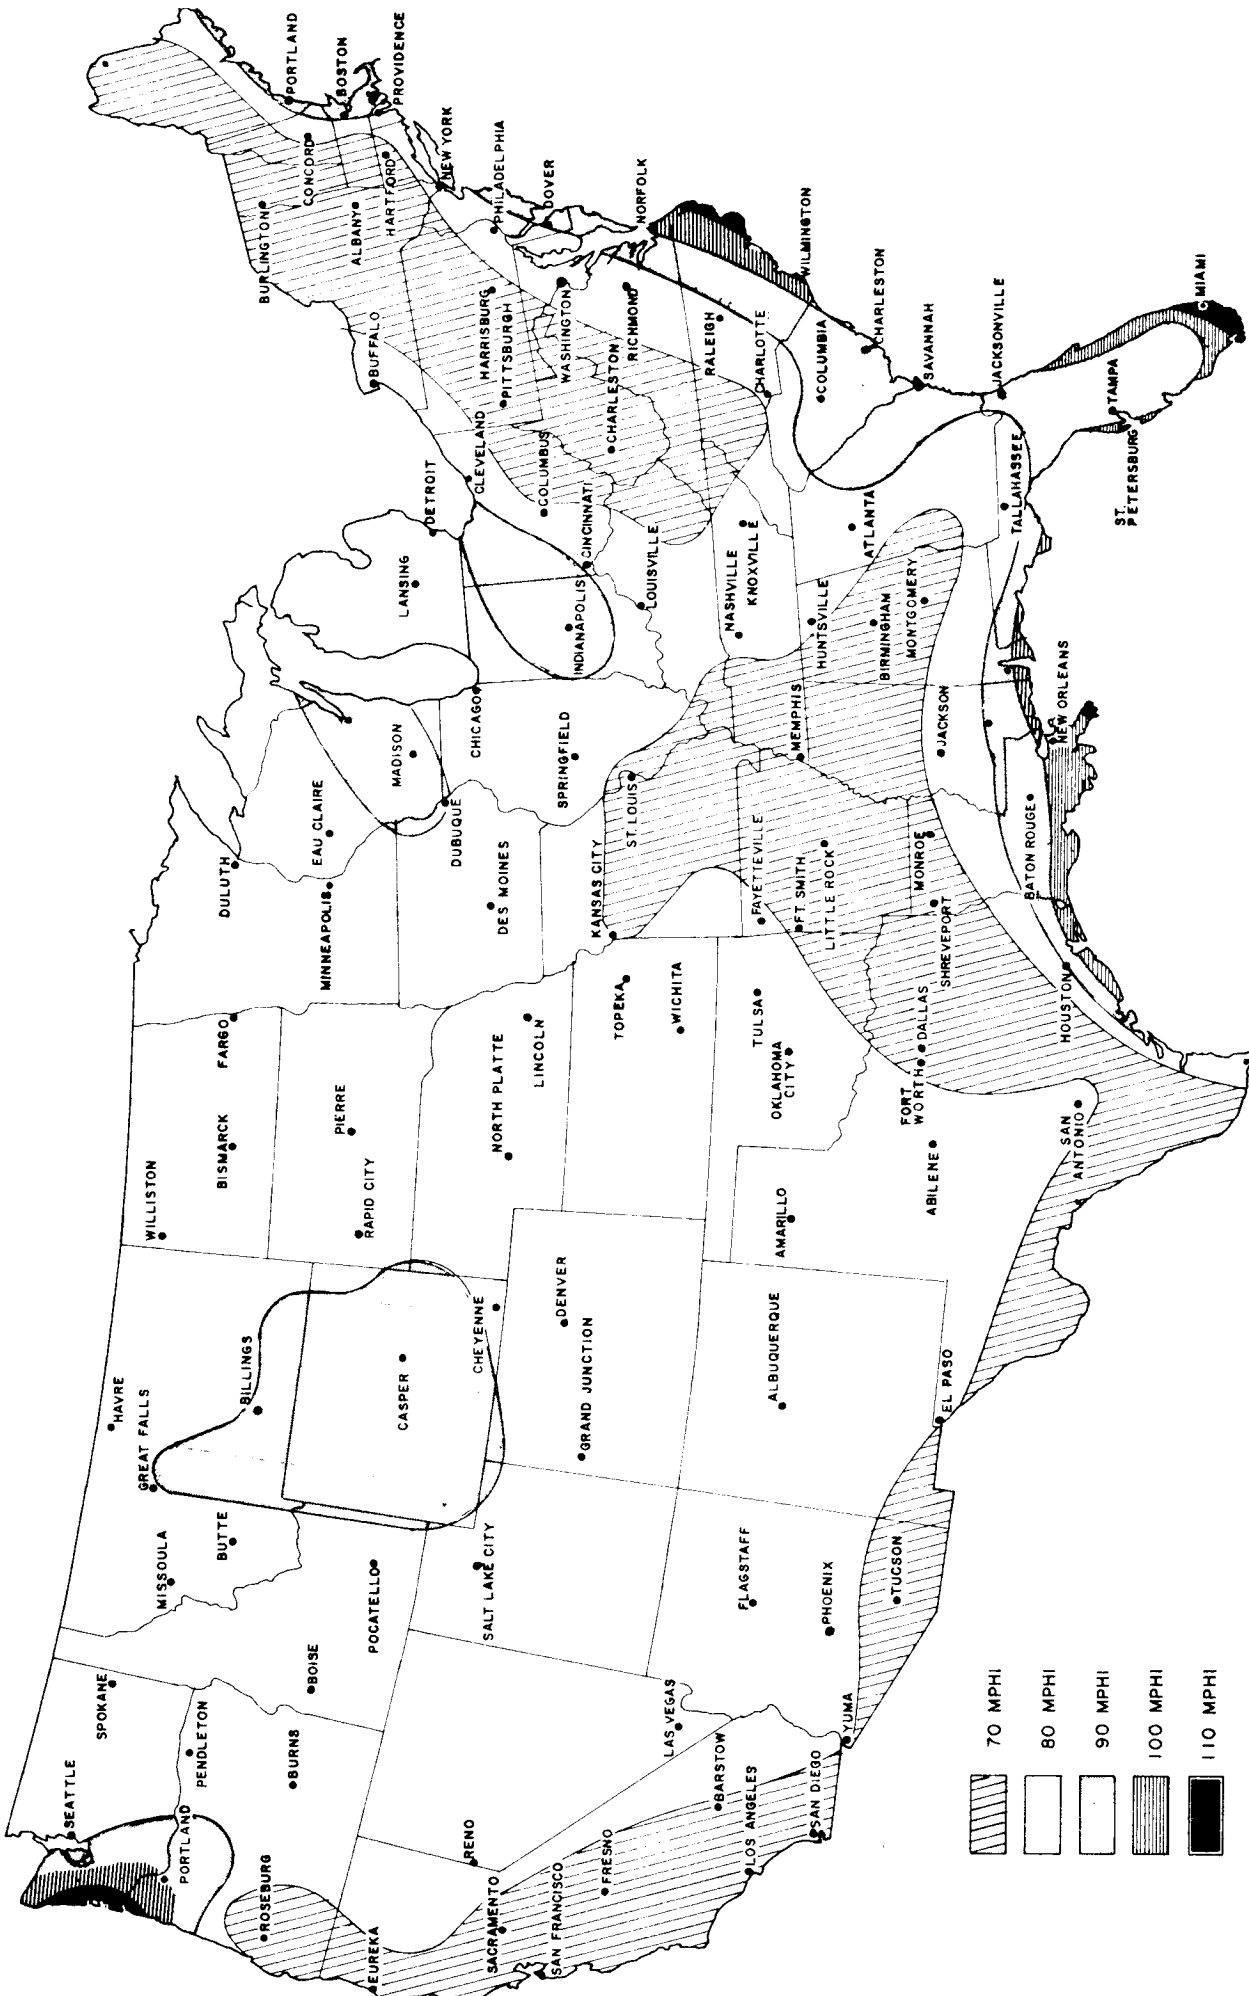 SEATTLE
SPOKANE
PORTLAND
PENDLETON
ROSEBURG
BURNS
EUREKA
BOISE
POCATELLO
MISSOULA
BUTTE
GREAT FALLS
HAVRE
BILLINGS
WILLISTON
BISMARCK
FARGO
DULUTH
MINNEAPOLIS
EAU CLAIRE
RAPID CITY
PIERRE
CASPER
CHEYENNE
NORTH PLATTE
LINCOLN
DES MOINES
DUBUQUE
MADISON
CHICAGO
LANSING
DETROIT
BUFFALO
BURLINGTON
ALBANY
CONCORD
HARTFORD
PORTLAND
BOSTON
PROVIDENCE
NEW YORK
PHILADELPHIA
DOVER
NORFOLK
HARRISBURG
PITTSBURGH
WASHINGTON
RICHMOND
CLEVELAND
COLUMBUS
CHARLESTON
CINCINNATI
INDIANAPOLIS
LOUISVILLE
SPRINGFIELD
ST. LOUIS
KANSAS CITY
TOPEKA
WICHITA
DENVER
GRAND JUNCTION
SALT LAKE CITY
RENO
SACRAMENTO
SAN FRANCISCO
FRESNO
LAS VEGAS
BARSTOW
LOS ANGELES
SAN DIEGO
YUMA
FLAGSTAFF
PHOENIX
TUCSON
ALBUQUERQUE
EL PASO
AMARILLO
ABILENE
OKLAHOMA
CITY
TULSA
FAYETTEVILLE
FT. SMITH
LITTLE ROCK
MEMPHIS
NASHVILLE
KNOXVILLE
HUNTSVILLE
RALEIGH
CHARLOTTE
WILMINGTON
COLUMBIA
CHARLESTON
SAVANNAH
ATLANTA
BIRMINGHAM
MONTGOMERY
JACKSON
MONROE
SHREVEPORT
FORT
WORTH
DALLAS
SAN
ANTONIO
HOUSTON
BATON ROUGE
NEW ORLEANS
TALLAHASSEE
JACKSONVILLE
TAMPA
ST.
PETERSBURG
MIAMI
70 MPHI
80 MPHI
90 MPHI
100 MPHI
110 MPHI